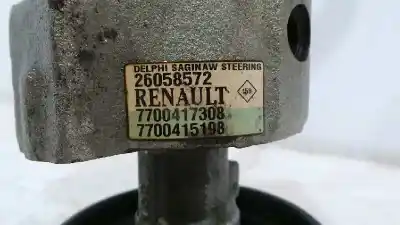 DELPHI SAGINAW STEERING
26058572
RENAULT
7700417308
7700415198